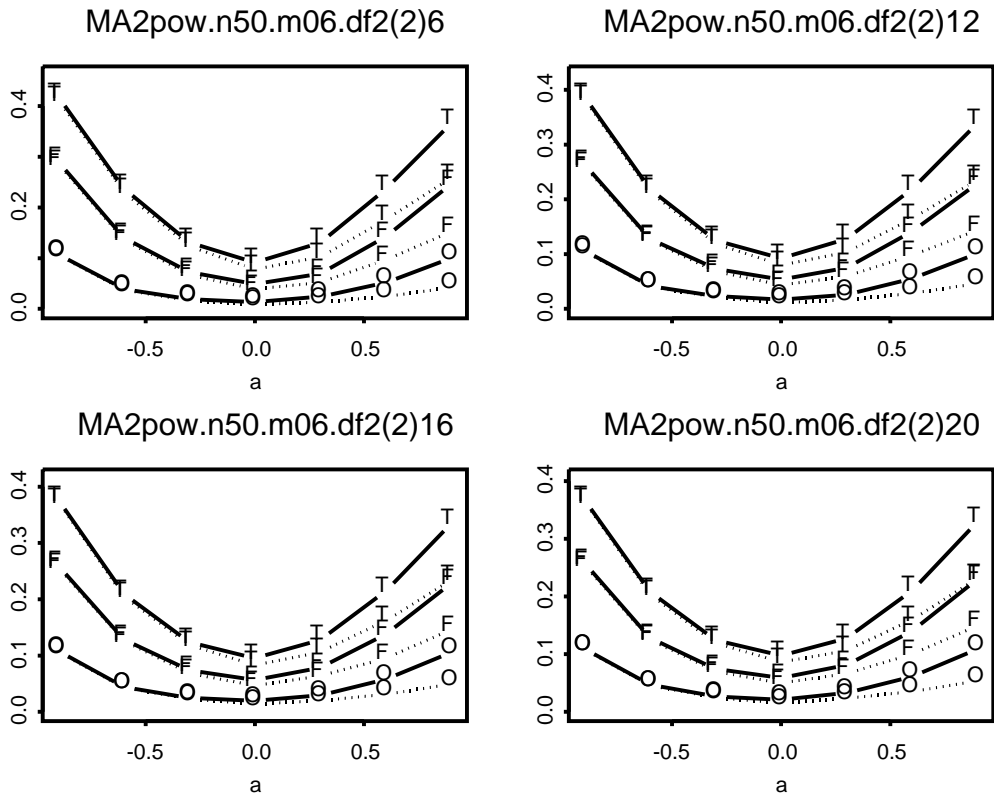 MA2pow.n50.m06.df2(2)6
0.4
0.2
0.0
T T T T T T T
T T T T T T T
F F F F F F F
F F F F F F F
O O O O O O O
O O O O O O O
-0.5 0.0 0.5
a
MA2pow.n50.m06.df2(2)12
0.4
0.3
0.2
0.1
0.0
T T T T T T T
T T T T T T T
F F F F F F F
F F F F F F F
O O O O O O O
O O O O O O O
-0.5 0.0 0.5
a
MA2pow.n50.m06.df2(2)16
0.4
0.3
0.2
0.1
0.0
T T T T T T T
T T T T T T T
F F F F F F F
F F F F F F F
O O O O O O O
O O O O O O O
-0.5 0.0 0.5
a
MA2pow.n50.m06.df2(2)20
0.4
0.3
0.2
0.1
0.0
T T T T T T T
T T T T T T T
F F F F F F F
F F F F F F F
O O O O O O O
O O O O O O O
-0.5 0.0 0.5
a